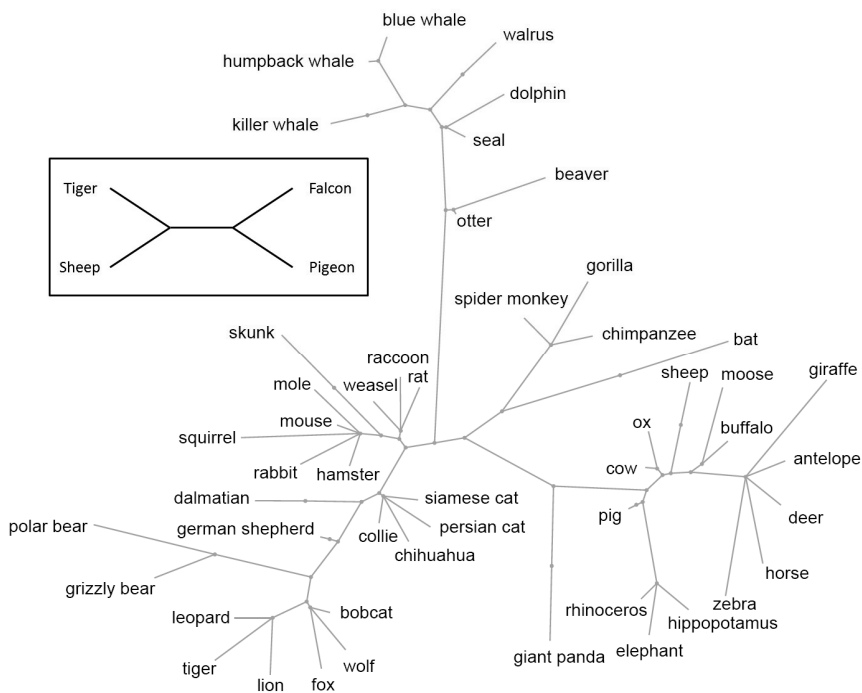 blue whale
walrus
humpback whale
dolphin
killer whale
seal
beaver
Tiger
Falcon
otter
Sheep
Pigeon
gorilla
spider monkey
skunk
chimpanzee
bat
raccoon
rat
giraffe
mole
weasel
sheep
moose
mouse
ox
buffalo
squirrel
antelope
rabbit
hamster
cow
dalmatian
siamese cat
polar bear
german shepherd
collie
persian cat
pig
deer
chihuahua
grizzly bear
horse
leopard
bobcat
rhinoceros
zebra
hippopotamus
tiger
wolf
giant panda
elephant
lion
fox